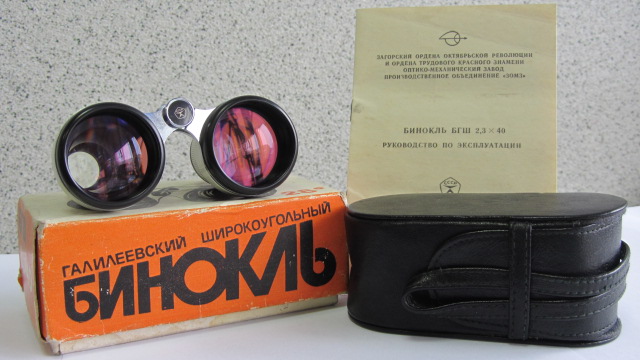 ЗАГОРСКИЙ ОРДЕНА ОКТЯБРЬСКОЙ РЕВОЛЮЦИИ
И ОРДЕНА ТРУДОВОГО КРАСНОГО ЗНАМЕНИ
ОПТИКО-МЕХАНИЧЕСКИЙ ЗАВОД
ПРОИЗВОДСТВЕННОЕ ОБЪЕДИНЕНИЕ «ЗОМЗ»
БИНОКЛЬ БГШ 2,3 × 40
РУКОВОДСТВО ПО ЭКСПЛУАТАЦИИ
СССР
ГАЛИЛЕЕВСКИЙ ШИРОКОУГОЛЬНЫЙ
БИНОКЛЬ